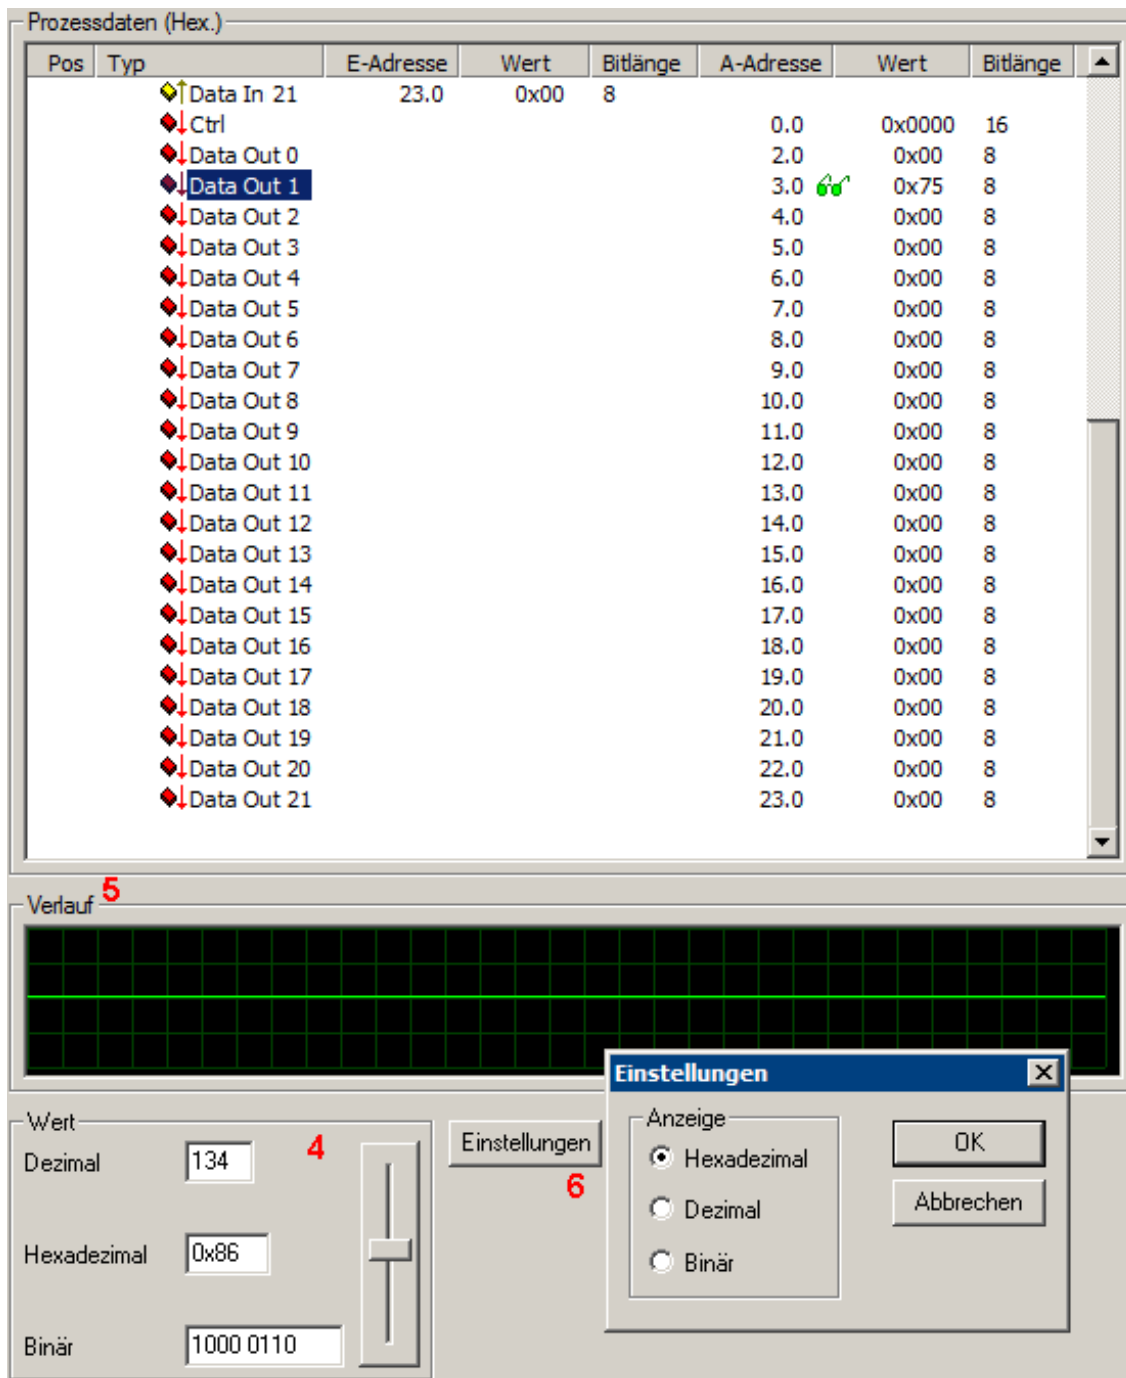 Prozessdaten (Hex.)
Pos Typ E-Adresse Wert Bitlänge A-Adresse Wert Bitlänge
Data In 21 23.0 0x00 8
Ctrl 0.0 0x0000 16
Data Out 0 2.0 0x00 8
Data Out 1 3.0 0x75 8
Data Out 2 4.0 0x00 8
Data Out 3 5.0 0x00 8
Data Out 4 6.0 0x00 8
Data Out 5 7.0 0x00 8
Data Out 6 8.0 0x00 8
Data Out 7 9.0 0x00 8
Data Out 8 10.0 0x00 8
Data Out 9 11.0 0x00 8
Data Out 10 12.0 0x00 8
Data Out 11 13.0 0x00 8
Data Out 12 14.0 0x00 8
Data Out 13 15.0 0x00 8
Data Out 14 16.0 0x00 8
Data Out 15 17.0 0x00 8
Data Out 16 18.0 0x00 8
Data Out 17 19.0 0x00 8
Data Out 18 20.0 0x00 8
Data Out 19 21.0 0x00 8
Data Out 20 22.0 0x00 8
Data Out 21 23.0 0x00 8
Verlauf 5
Wert
Dezimal 134 4
Hexadezimal 0x86
Binär 1000 0110
Einstellungen
6
Einstellungen
Anzeige
Hexadezimal
Dezimal
Binär
OK
Abbrechen